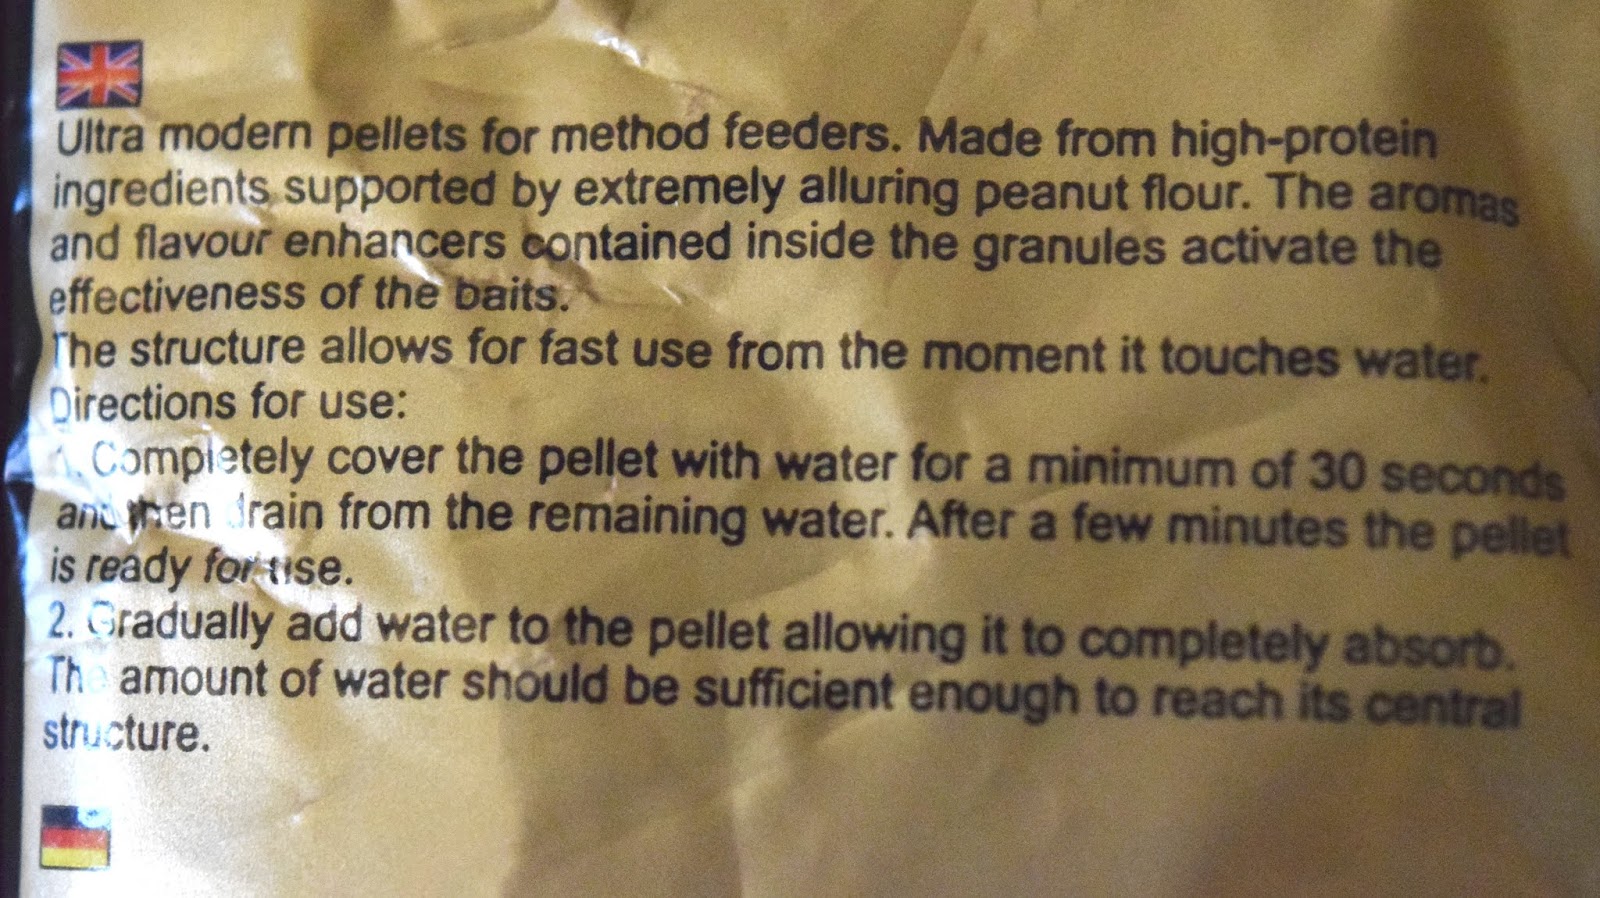 Ultra modern pellets for method feeders. Made from high-protein
ingredients supported by extremely alluring peanut flour. The aromas
and flavour enhancers contained inside the granules activate the
effectiveness of the baits.
The structure allows for fast use from the moment it touches water.
Directions for use:
1. Completely cover the pellet with water for a minimum of 30 seconds
and then drain from the remaining water. After a few minutes the pellet
is ready for use.
2. Gradually add water to the pellet allowing it to completely absorb.
The amount of water should be sufficient enough to reach its central
structure.